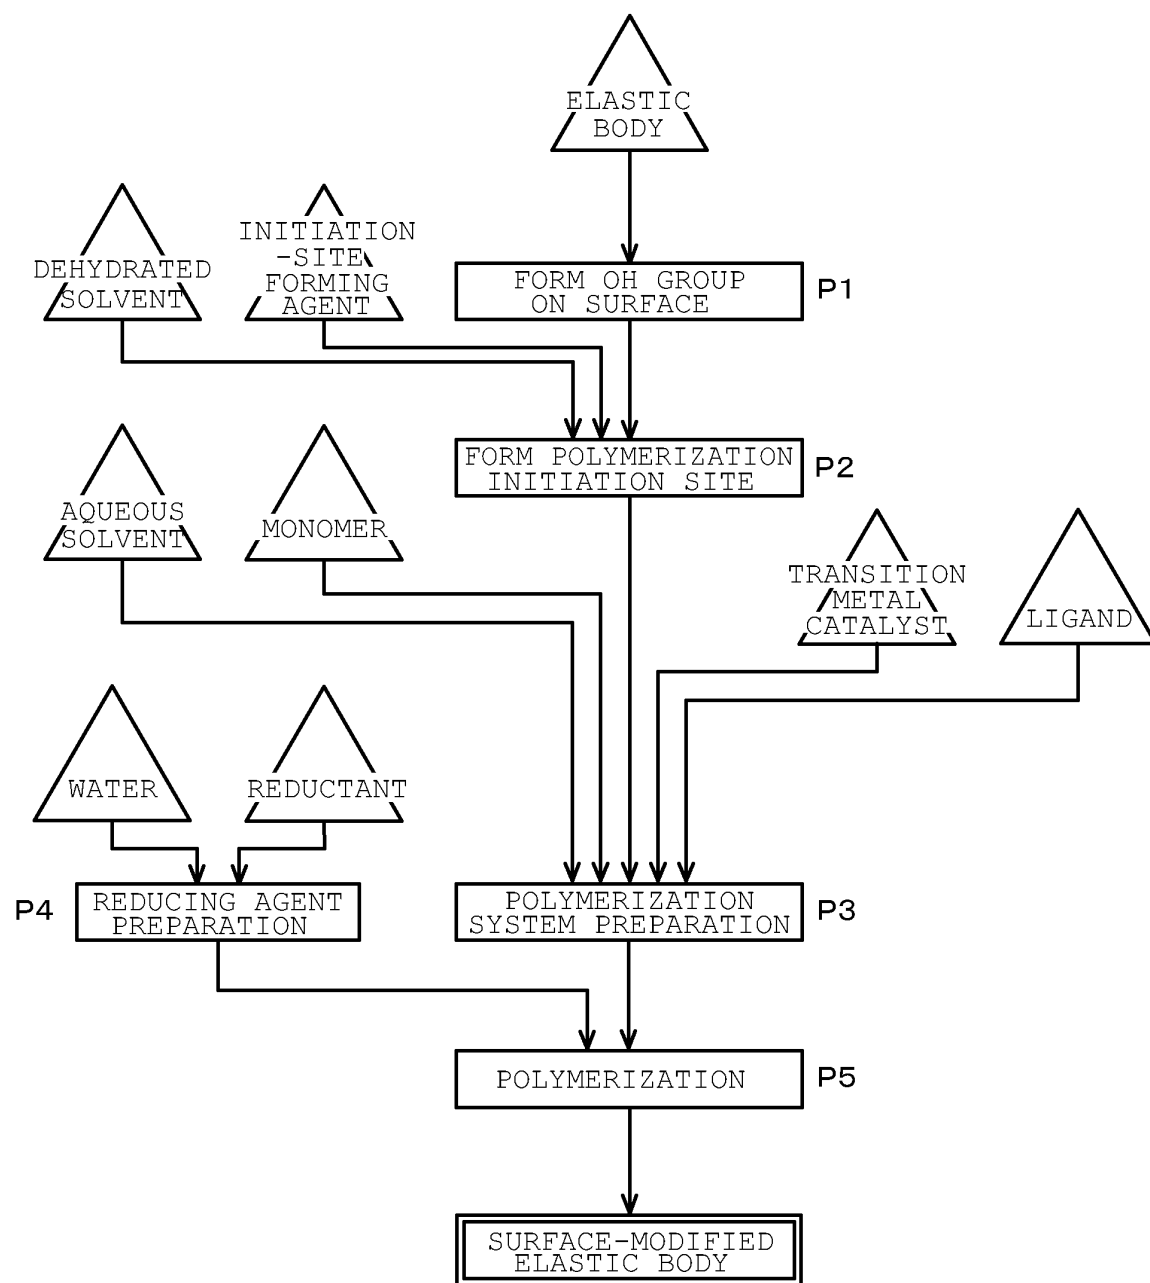 ELASTIC
BODY
DEHYDRATED
SOLVENT
INITIATION
-SITE
FORMING
AGENT
FORM OH GROUP
ON SURFACE
P1
FORM POLYMERIZATION
INITIATION SITE
P2
AQUEOUS
SOLVENT
MONOMER
TRANSITION
METAL
CATALYST
LIGAND
WATER
REDUCTANT
P4
REDUCING AGENT
PREPARATION
POLYMERIZATION
SYSTEM PREPARATION
P3
POLYMERIZATION
P5
SURFACE-MODIFIED
ELASTIC BODY